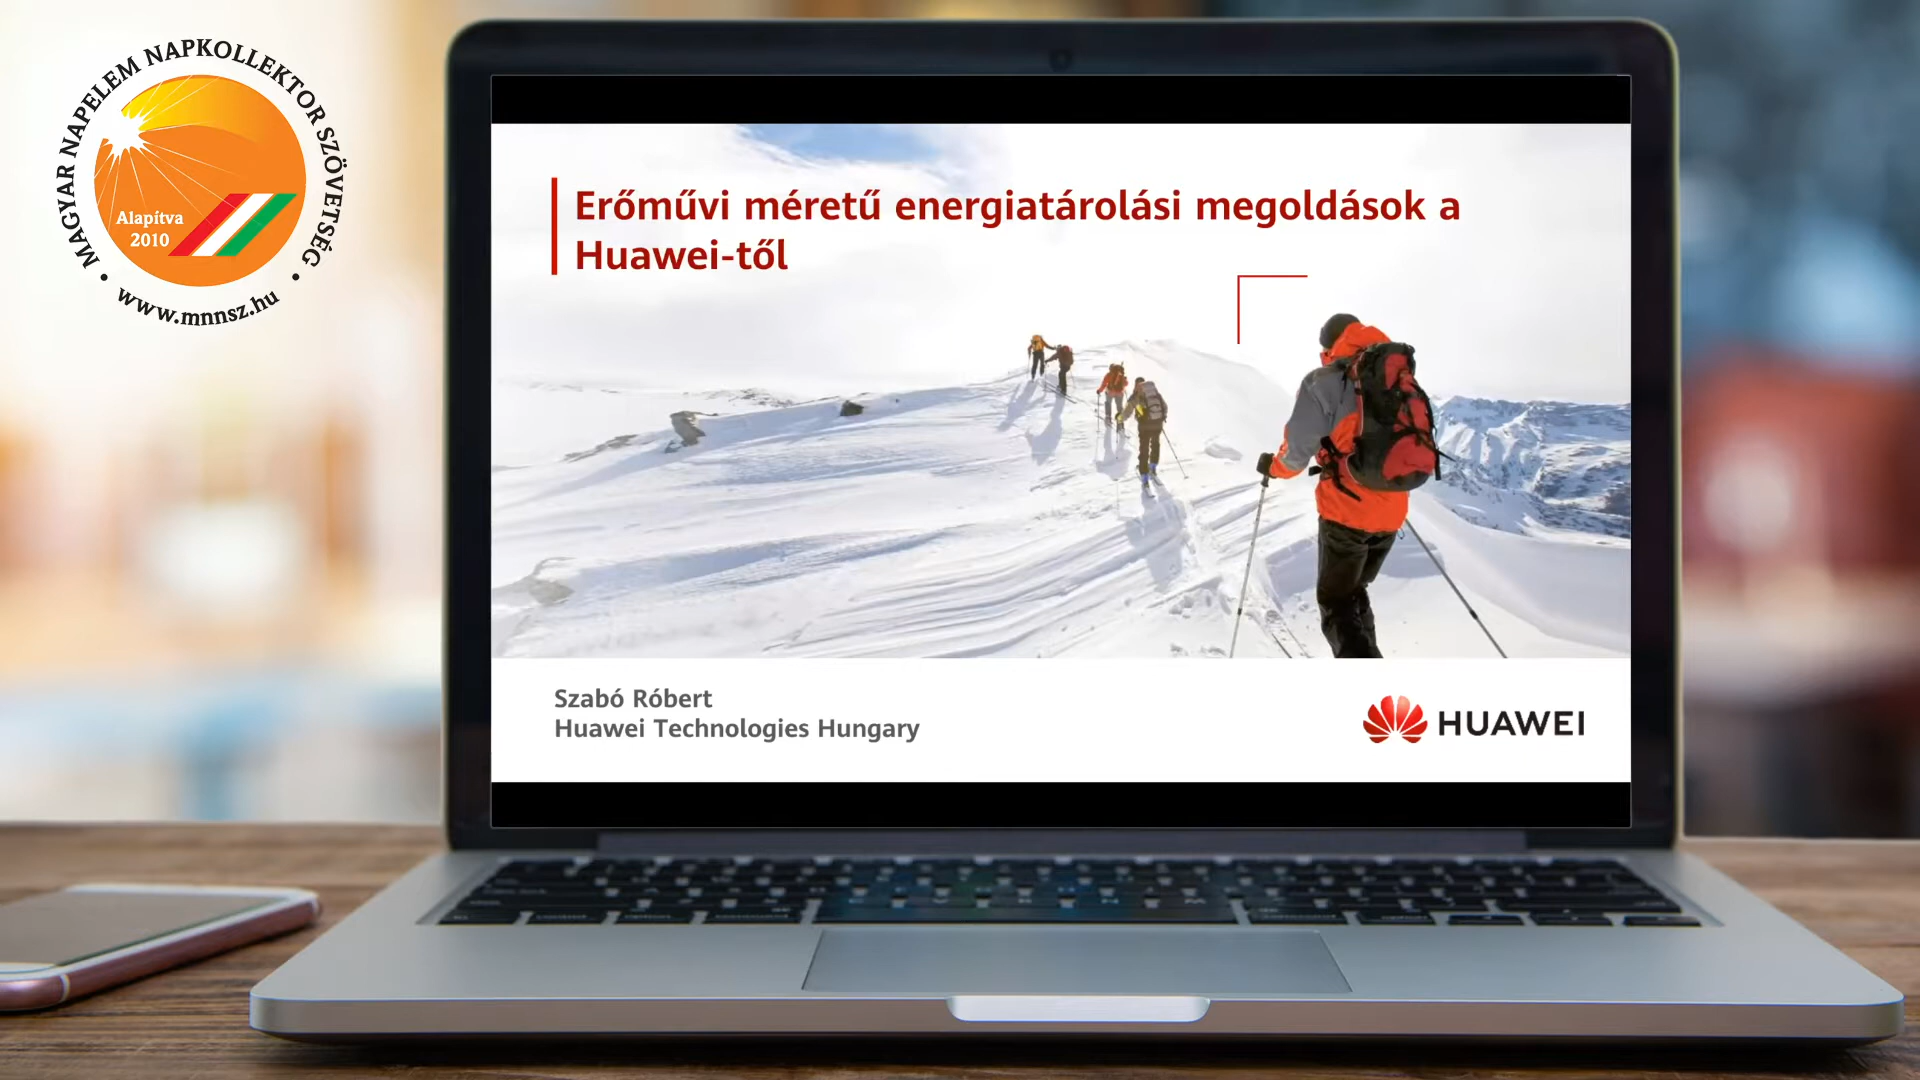 • MAGYAR NAPELEM NAPKOLLEKTOR SZÖVETSÉG •
Alapítva
2010
www.mnnsz.hu
Erőművi méretű energiatárolási megoldások a
Huawei-től
Szabó Róbert
Huawei Technologies Hungary
HUAWEI